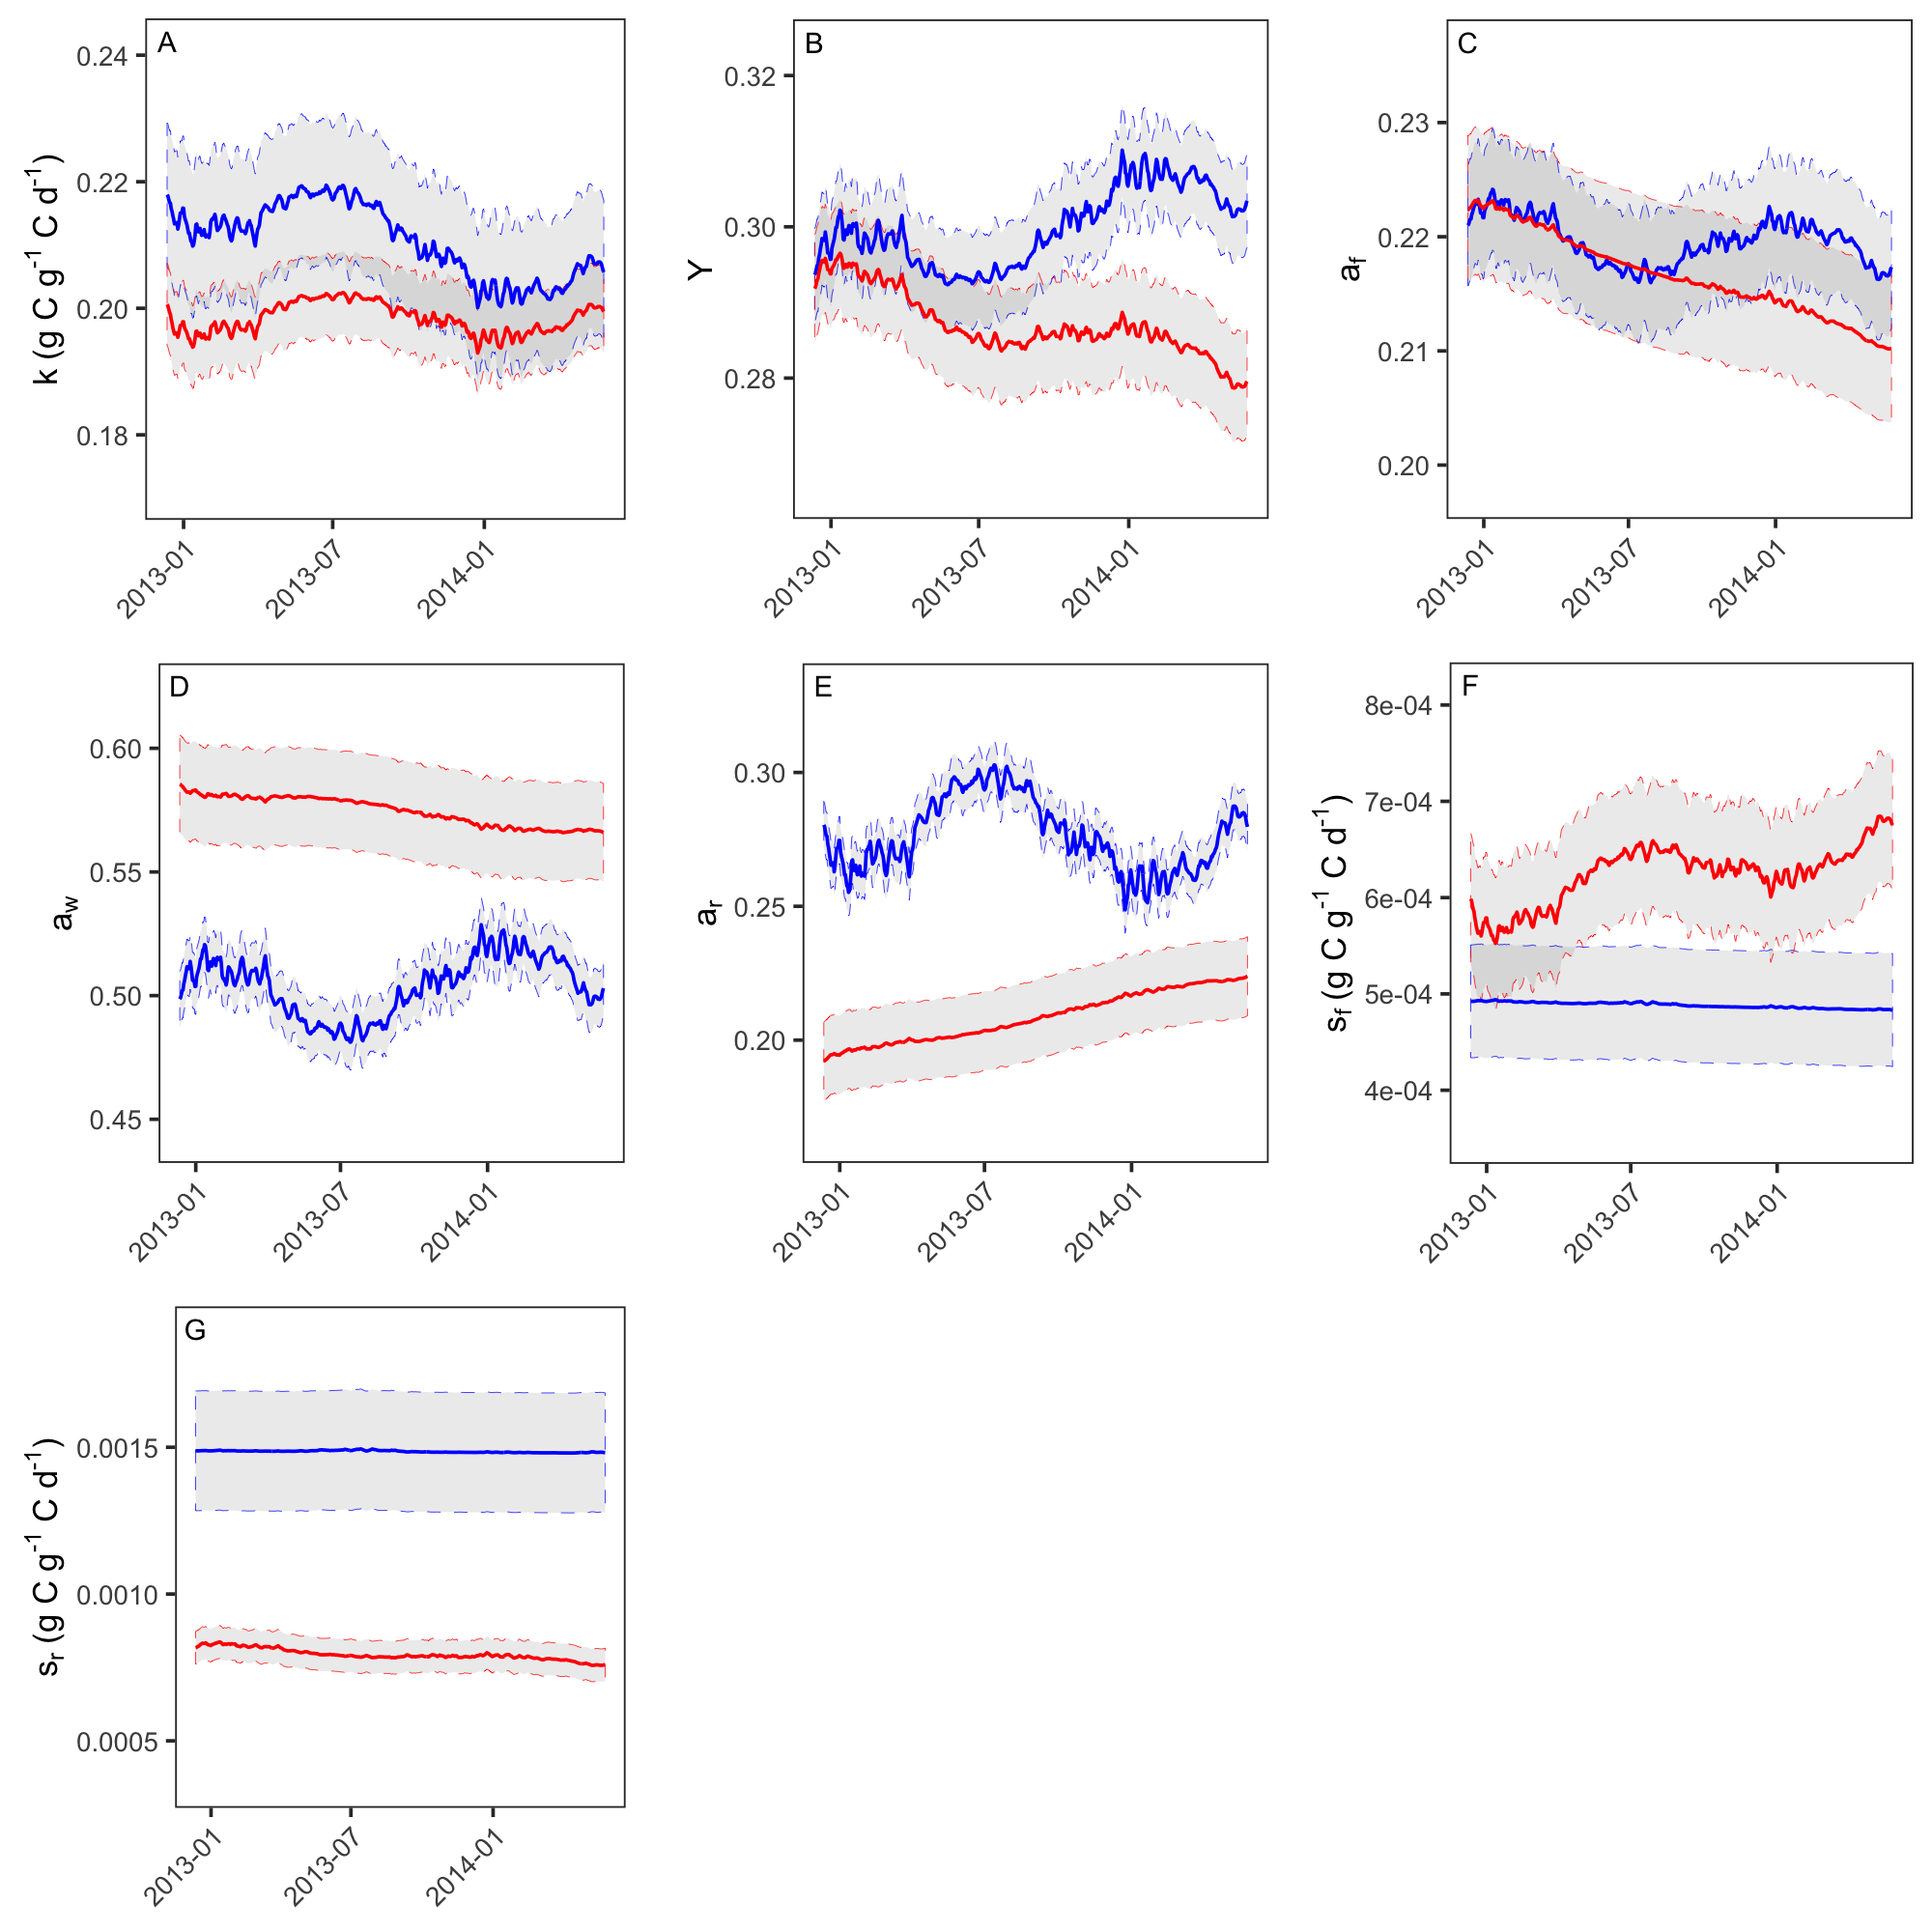 A
k (g C g⁻¹ C d⁻¹)
0.24
0.22
0.20
0.18
2013-01
2013-07
2014-01
B
Y
0.32
0.30
0.28
2013-01
2013-07
2014-01
C
af
0.23
0.22
0.21
0.20
2013-01
2013-07
2014-01
D
aw
0.60
0.55
0.50
0.45
2013-01
2013-07
2014-01
E
ar
0.30
0.25
0.20
2013-01
2013-07
2014-01
F
sf (g C g⁻¹ C d⁻¹)
8e-04
7e-04
6e-04
5e-04
4e-04
2013-01
2013-07
2014-01
G
sr (g C g⁻¹ C d⁻¹)
0.0015
0.0010
0.0005
2013-01
2013-07
2014-01